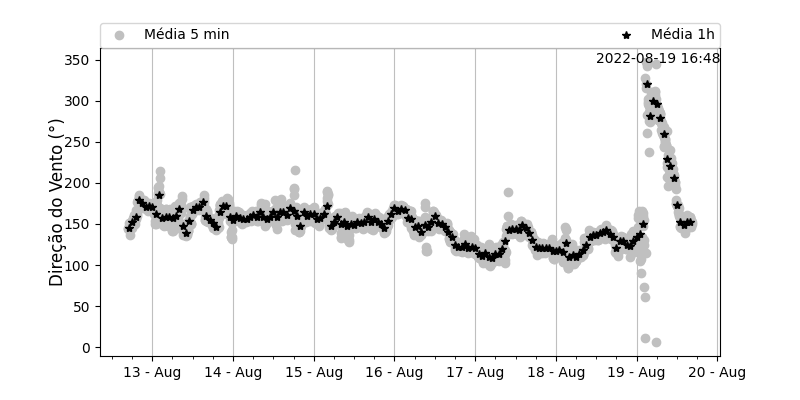 Média 5 min
Média 1h
2022-08-19 16:48
Direção do Vento (°)
350
300
250
200
150
100
50
0
13 - Aug
14 - Aug
15 - Aug
16 - Aug
17 - Aug
18 - Aug
19 - Aug
20 - Aug